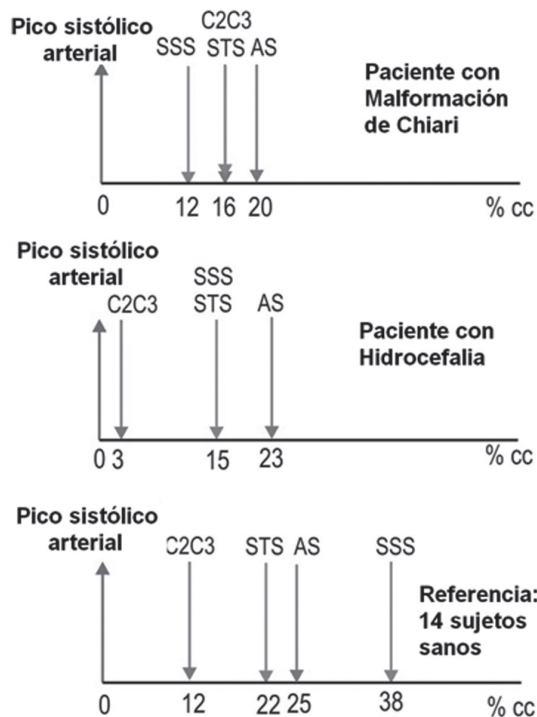 Pico sistólico
arterial
C2C3
SSS STS AS
Paciente con
Malformación
de Chiari
0 12 16 20 % cc
Pico sistólico
arterial
SSS
C2C3 STS AS
Paciente con
Hidrocefalia
0 3 15 23 % cc
Pico sistólico
arterial
C2C3 STS AS SSS
Referencia:
14 sujetos
sanos
0 12 22 25 38 % cc